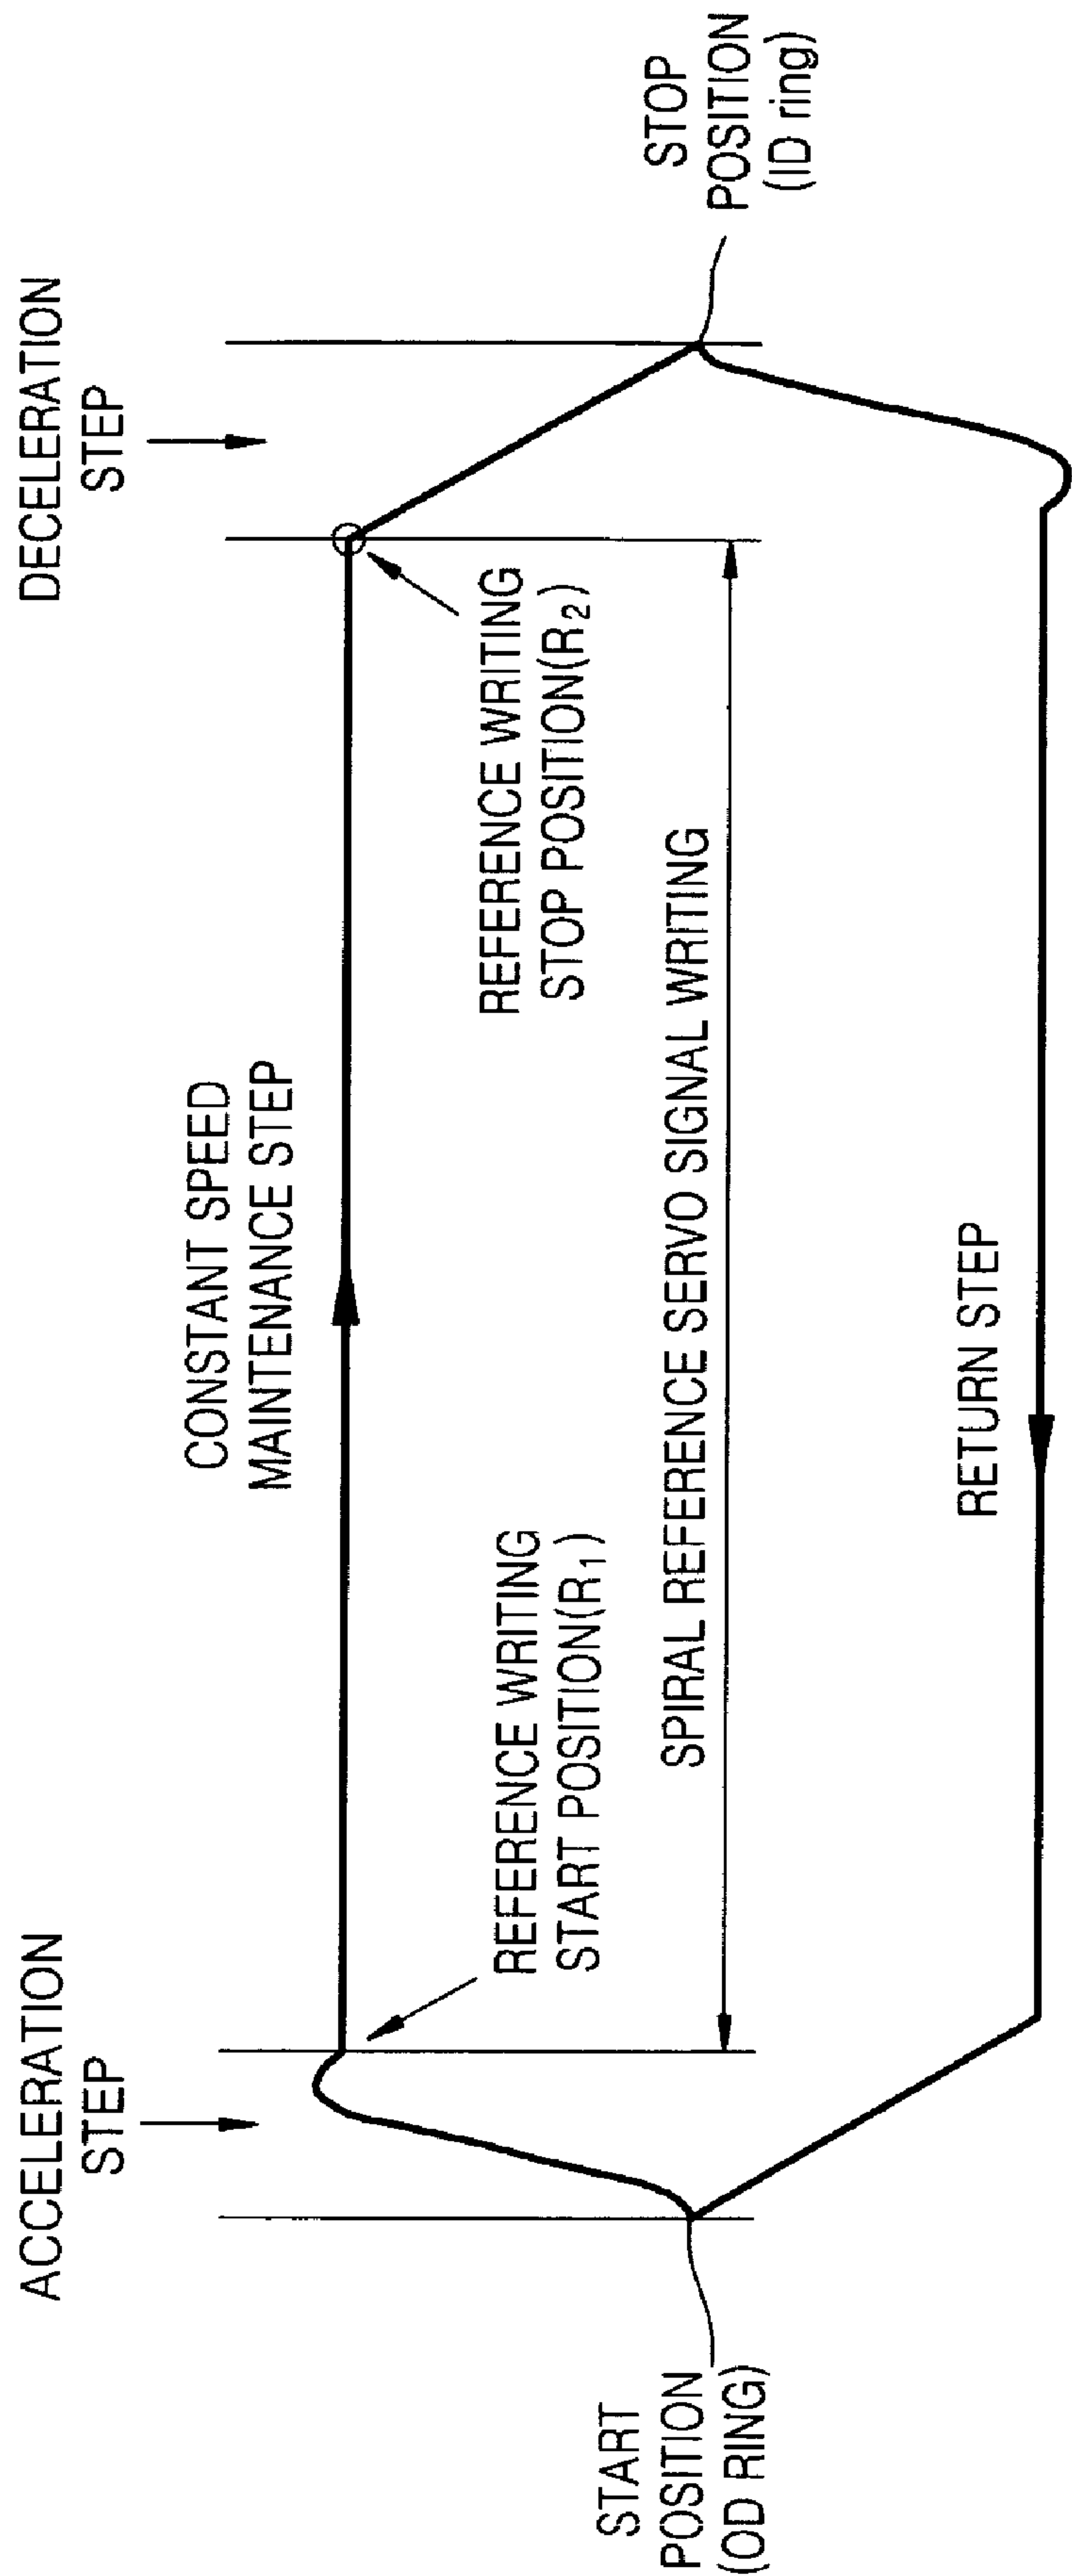 ACCELERATION
STEP
DECELERATION
STEP
CONSTANT SPEED
MAINTENANCE STEP
REFERENCE WRITING
START POSITION(R1)
REFERENCE WRITING
STOP POSITION(R2)
START
POSITION
(OD RING)
STOP
POSITION
(ID ring)
SPIRAL REFERENCE SERVO SIGNAL WRITING
RETURN STEP